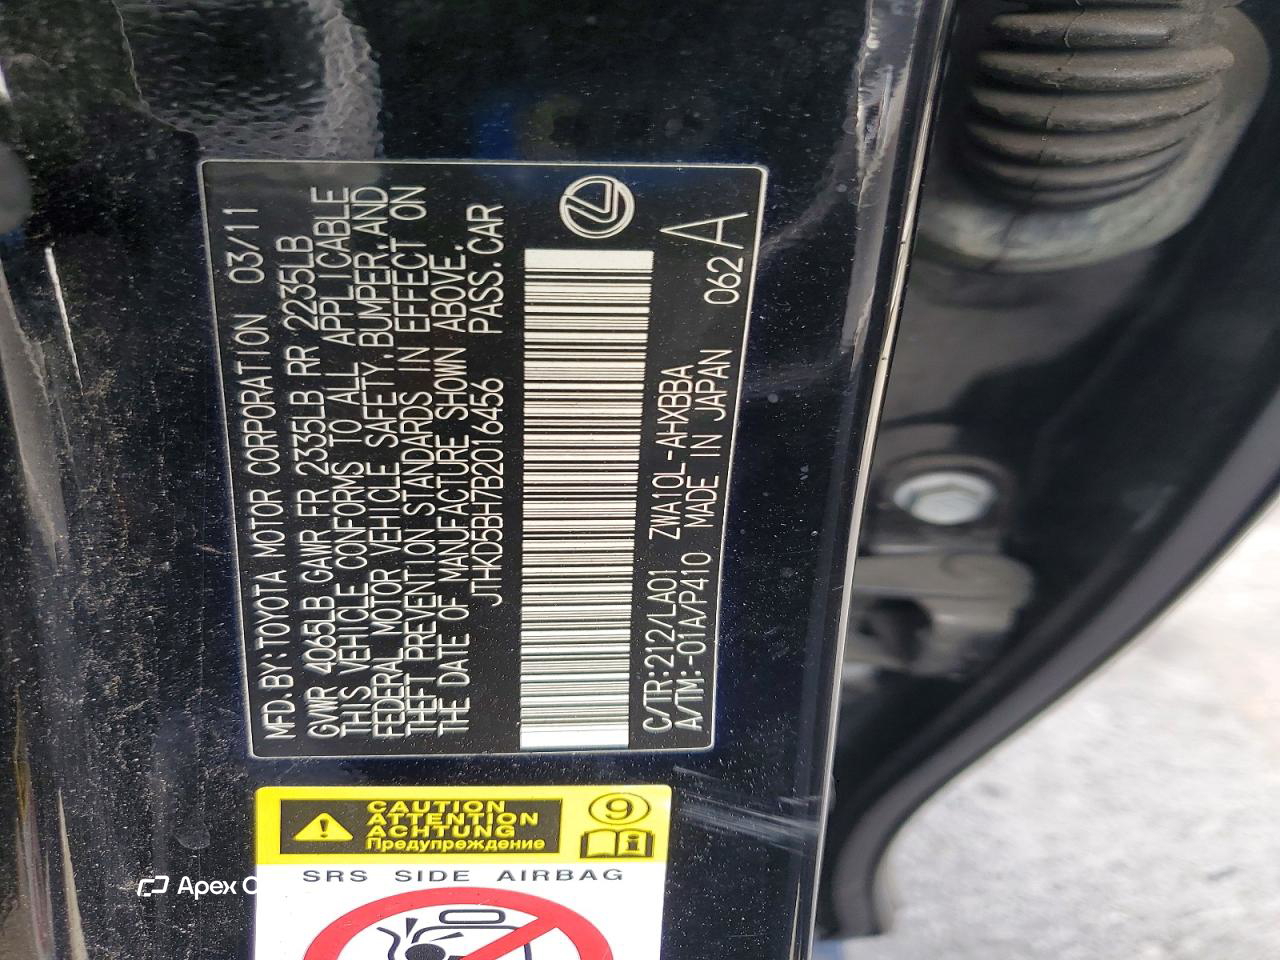 MFD.BY:TOYOTA MOTOR CORPORATION 03/11
GVWR 4065LB GAWR FR 2335LB RR 2235LB
THIS VEHICLE CONFORMS TO ALL APPLICABLE
FEDERAL MOTOR VEHICLE SAFETY,BUMPER,AND
THEFT PREVENTION STANDARDS IN EFFECT ON
THE DATE OF MANUFACTURE SHOWN ABOVE.
JTHKD5BH7B2016456 PASS.CAR
C/TR:212/LA01 ZWA10L-AHXBBA
A/TM:-01A/P410 MADE IN JAPAN 062 A
CAUTION
ATTENTION
ACHTUNG
Предупреждение
9
SRS SIDE AIRBAG
Apex